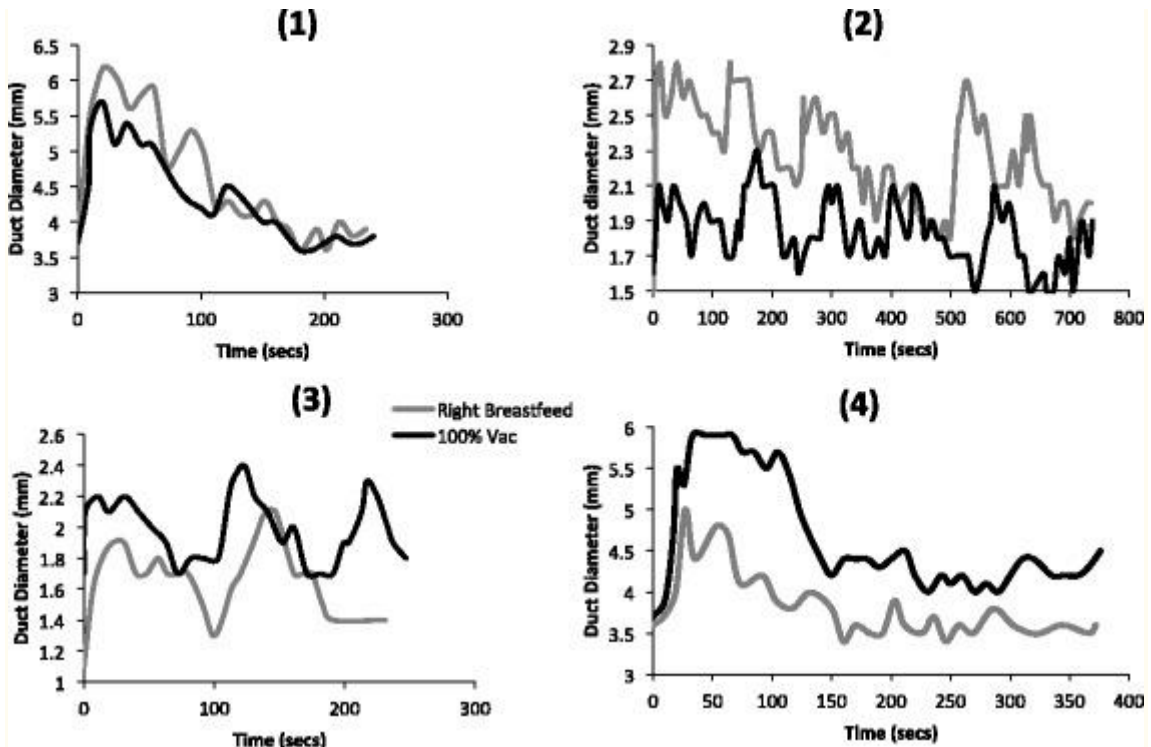 (1)
Duct Diameter (mm)
6.5
6
5.5
5
4.5
4
3.5
3
0 100 200 300
Time (secs)
(2)
Duct diameter (mm)
2.9
2.7
2.5
2.3
2.1
1.9
1.7
1.5
0 100 200 300 400 500 600 700 800
Time (secs)
(3)
Right Breastfeed
100% Vac
Duct Diameter (mm)
2.6
2.4
2.2
2
1.8
1.6
1.4
1.2
1
0 100 200 300
Time (secs)
(4)
Duct Diameter (mm)
6
5.5
5
4.5
4
3.5
3
0 50 100 150 200 250 300 350 400
Time (secs)